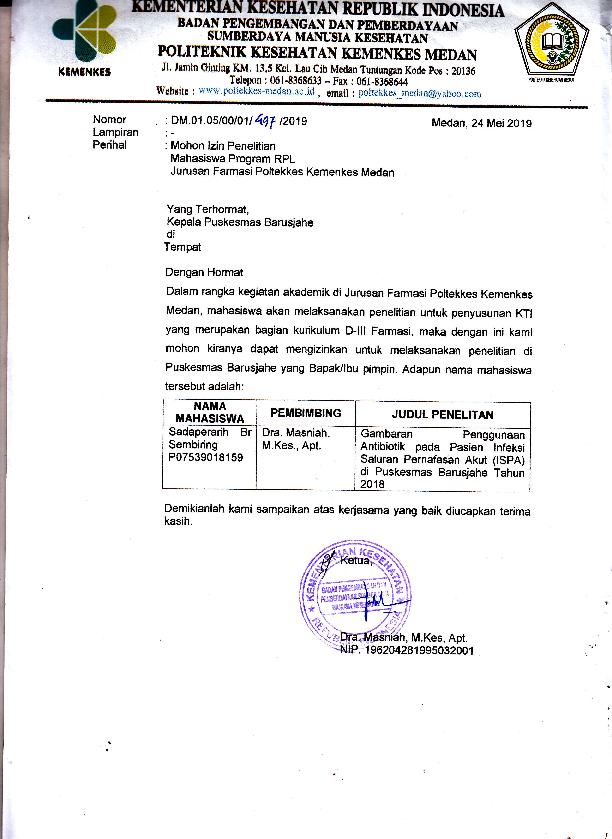 KEMENTERIAN KESEHATAN REPUBLIK INDONESIA
BADAN PENGEMBANGAN DAN PEMBERDAYAAN
SUMBERDAYA MANUSIA KESEHATAN
POLITEKNIK KESEHATAN KEMENKES MEDAN
Jl. Jamin Ginting KM. 13,5 Kel. Lau Cih Medan Tuntungan Kode Pos : 20136
Telepon : 061-8368633 – Fax : 061-8368644
Website : www.poltekkes-medan.ac.id , email : poltekkes_medan@yahoo.com
KEMENKES
POLTEKKES KEMENKES MEDAN
Nomor : DM.01.05/00/01/ 497 /2019 Medan, 24 Mei 2019
Lampiran : -
Perihal : Mohon Izin Penelitian
Mahasiswa Program RPL
Jurusan Farmasi Poltekkes Kemenkes Medan
Yang Terhormat,
Kepala Puskesmas Barusjahe
di
Tempat
Dengan Hormat
Dalam rangka kegiatan akademik di Jurusan Farmasi Poltekkes Kemenkes
Medan, mahasiswa akan melaksanakan penelitian untuk penyusunan KTI
yang merupakan bagian kurikulum D-III Farmasi, maka dengan ini kami
mohon kiranya dapat mengizinkan untuk melaksanakan penelitian di
Puskesmas Barusjahe yang Bapak/Ibu pimpin. Adapun nama mahasiswa
tersebut adalah:
NAMA MAHASISWA PEMBIMBING JUDUL PENELITAN
Sadaperarih Br Dra. Masniah. Gambaran Penggunaan
Sembiring M.Kes., Apt. Antibiotik pada Pasien Infeksi
P07539018159 Saluran Pernafasan Akut (ISPA)
di Puskesmas Barusjahe Tahun
2018
Demikianlah kami sampaikan atas kerjasama yang baik diucapkan terima
kasih.
Ketua,
KEMENTERIAN KESEHATAN
REPUBLIK INDONESIA
Dra. Masniah, M.Kes, Apt.
NIP. 196204281995032001